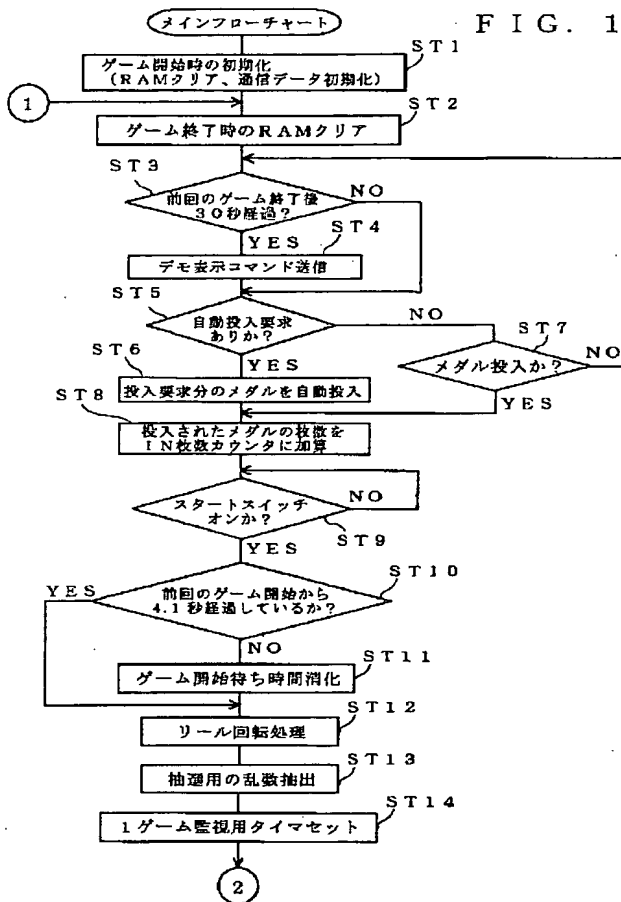 メインフローチャート
FIG. 1
ST1
ゲーム開始時の初期化
(RAMクリア、通信データ初期化)
1
ST2
ゲーム終了時のRAMクリア
ST3
前回のゲーム終了後
30秒経過?
NO
YES
ST4
デモ表示コマンド送信
ST5
自動投入要求
ありか?
NO
YES
ST7
メダル投入か?
NO
YES
ST6
投入要求分のメダルを自動投入
ST8
投入されたメダルの枚数を
IN枚数カウンタに加算
スタートスイッチ
オンか?
NO
ST9
YES
ST10
前回のゲーム開始から
4.1秒経過しているか?
YES
NO
ST11
ゲーム開始待ち時間消化
ST12
リール回転処理
ST13
抽選用の乱数抽出
ST14
1ゲーム監視用タイマセット
2